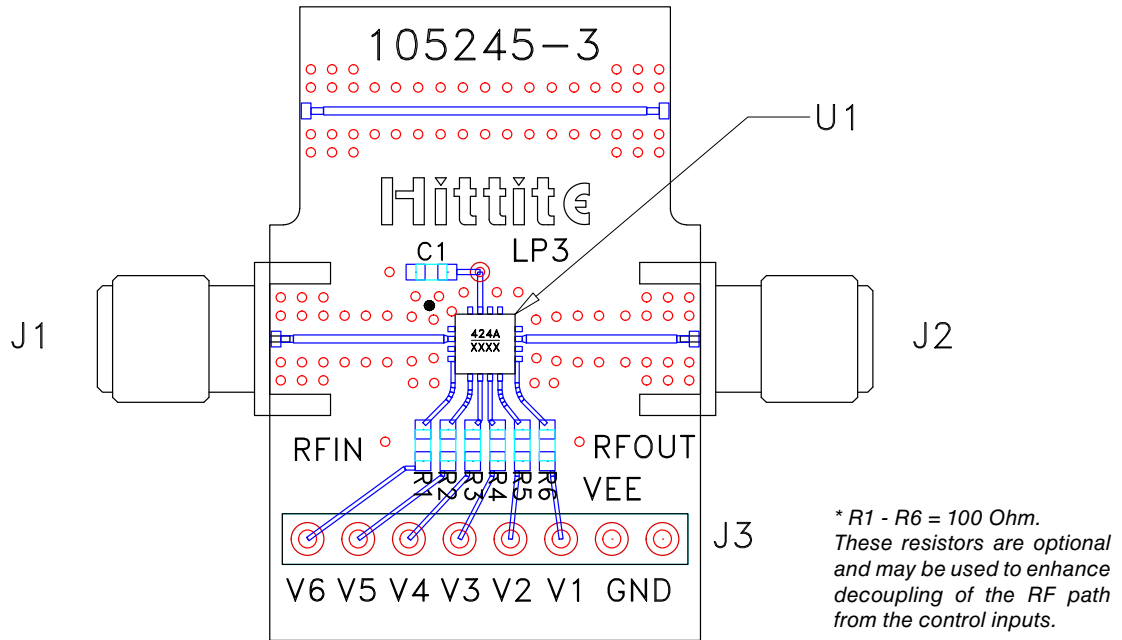 105245-3
U1
Hittite
C1
LP3
J1
424A
XXXX
J2
RFIN
RFOUT
R1 R2 R3 R4 R5 R6
VEE
J3
V6 V5 V4 V3 V2 V1 GND
* R1 - R6 = 100 Ohm.
These resistors are optional
and may be used to enhance
decoupling of the RF path
from the control inputs.